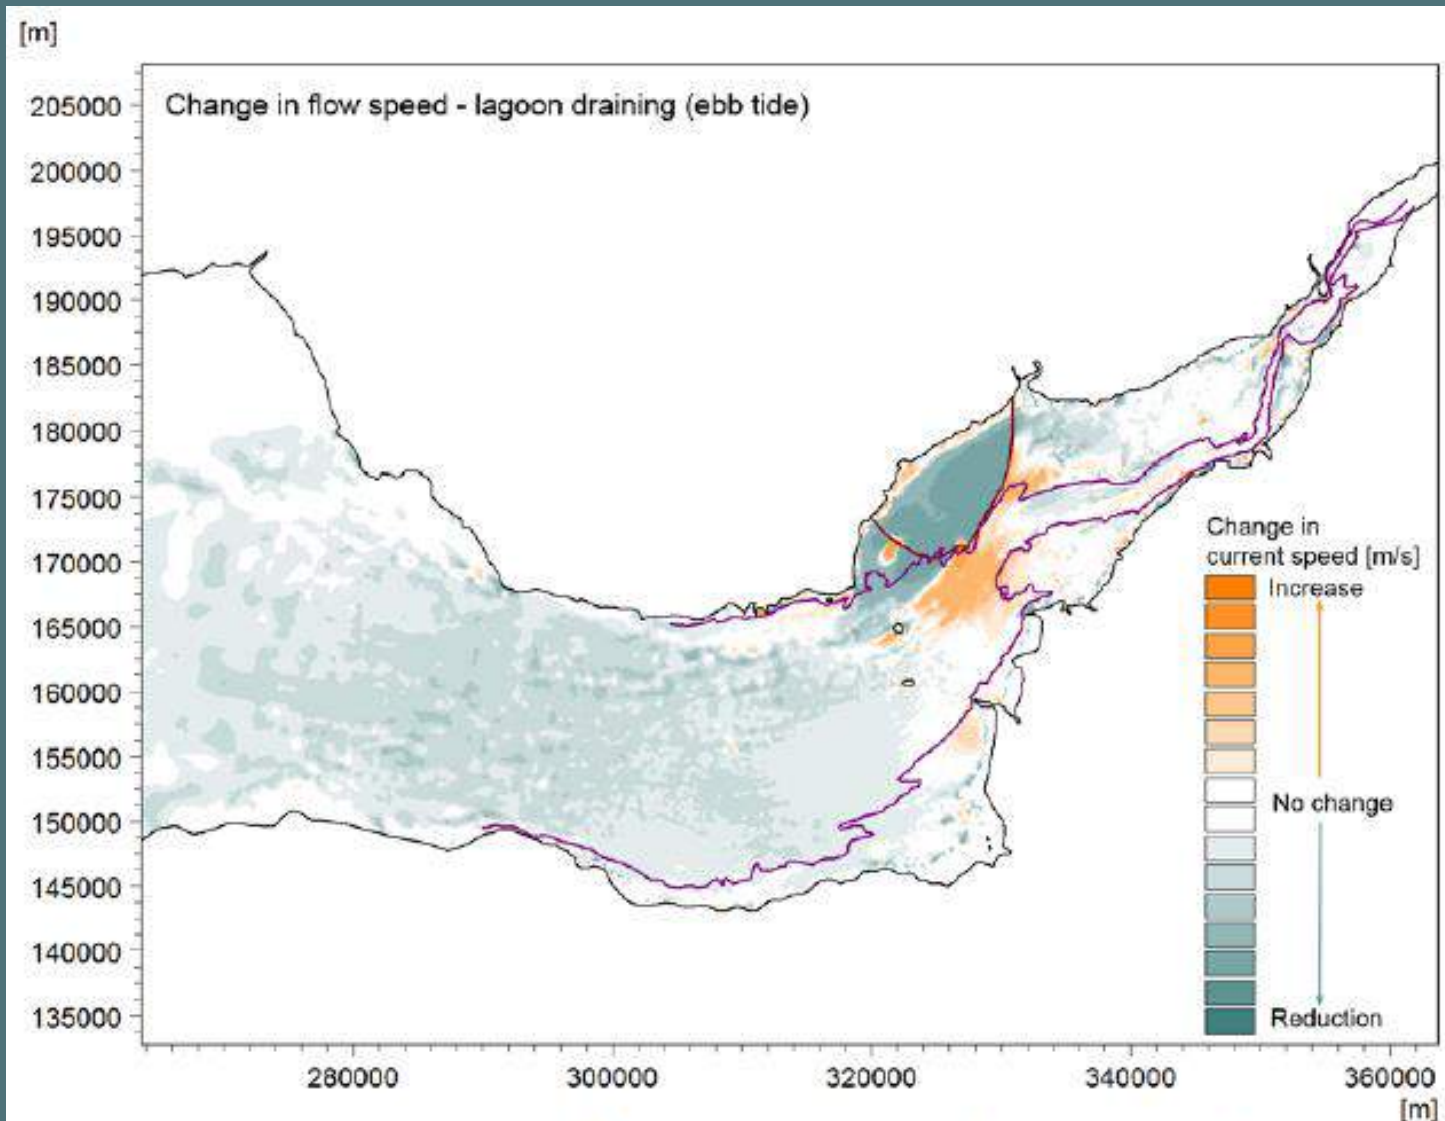 [m]
Change in flow speed - lagoon draining (ebb tide)
205000
200000
195000
190000
185000
180000
175000
170000
165000
160000
155000
150000
145000
140000
135000
Change in
current speed [m/s]
Increase
No change
Reduction
280000 300000 320000 340000 360000
[m]